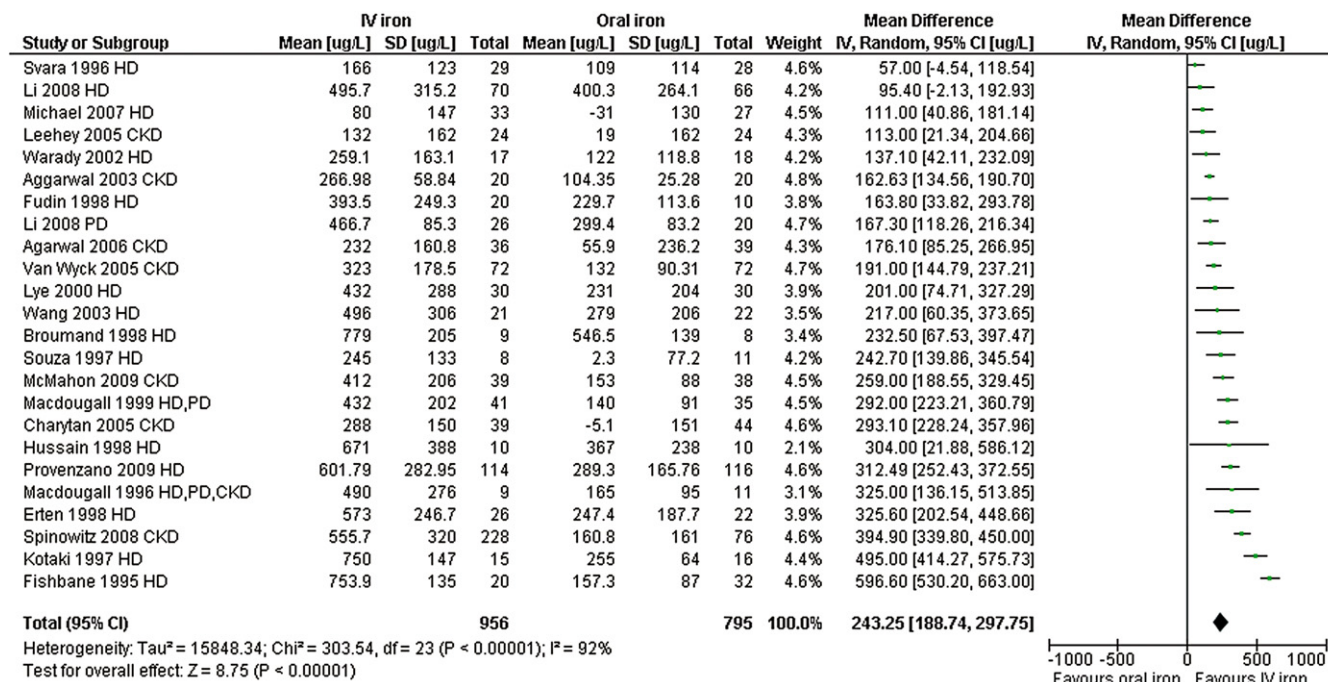 IV iron Oral iron Mean Difference Mean Difference
Study or Subgroup Mean [ug/L] SD [ug/L] Total Mean [ug/L] SD [ug/L] Total Weight IV, Random, 95% CI [ug/L] IV, Random, 95% CI [ug/L]
Svara 1996 HD 166 123 29 109 114 28 4.6% 57.00 [-4.54, 118.54]
Li 2008 HD 495.7 315.2 70 400.3 264.1 66 4.2% 95.40 [-2.13, 192.93]
Michael 2007 HD 80 147 33 -31 130 27 4.5% 111.00 [40.86, 181.14]
Leehey 2005 CKD 132 162 24 19 162 24 4.3% 113.00 [21.34, 204.66]
Warady 2002 HD 259.1 163.1 17 122 118.8 18 4.2% 137.10 [42.11, 232.09]
Aggarwal 2003 CKD 266.98 58.84 20 104.35 25.28 20 4.8% 162.63 [134.56, 190.70]
Fudin 1998 HD 393.5 249.3 20 229.7 113.6 10 3.8% 163.80 [33.82, 293.78]
Li 2008 PD 466.7 85.3 26 299.4 83.2 20 4.7% 167.30 [118.26, 216.34]
Agarwal 2006 CKD 232 160.8 36 55.9 236.2 39 4.3% 176.10 [85.25, 266.95]
Van Wyck 2005 CKD 323 178.5 72 132 90.31 72 4.7% 191.00 [144.79, 237.21]
Lye 2000 HD 432 288 30 231 204 30 3.9% 201.00 [74.71, 327.29]
Wang 2003 HD 496 306 21 279 206 22 3.5% 217.00 [60.35, 373.65]
Broumand 1998 HD 779 205 9 546.5 139 8 3.4% 232.50 [67.53, 397.47]
Souza 1997 HD 245 133 8 2.3 77.2 11 4.2% 242.70 [139.86, 345.54]
McMahon 2009 CKD 412 206 39 153 88 38 4.5% 259.00 [188.55, 329.45]
Macdougall 1999 HD,PD 432 202 41 140 91 35 4.5% 292.00 [223.21, 360.79]
Charytan 2005 CKD 288 150 39 -5.1 151 44 4.6% 293.10 [228.24, 357.96]
Hussain 1998 HD 671 388 10 367 238 10 2.1% 304.00 [21.88, 586.12]
Provenzano 2009 HD 601.79 282.95 114 289.3 165.76 116 4.6% 312.49 [252.43, 372.55]
Macdougall 1996 HD,PD,CKD 490 276 9 165 95 11 3.1% 325.00 [136.15, 513.85]
Erten 1998 HD 573 246.7 26 247.4 187.7 22 3.9% 325.60 [202.54, 448.66]
Spinowitz 2008 CKD 555.7 320 228 160.8 161 76 4.6% 394.90 [339.80, 450.00]
Kotaki 1997 HD 750 147 15 255 64 16 4.4% 495.00 [414.27, 575.73]
Fishbane 1995 HD 753.9 135 20 157.3 87 32 4.6% 596.60 [530.20, 663.00]
Total (95% CI) 956 795 100.0% 243.25 [188.74, 297.75]
Heterogeneity: Tau² = 15848.34; Chi² = 303.54, df = 23 (P < 0.00001); I² = 92%
Test for overall effect: Z = 8.75 (P < 0.00001)
-1000 -500 0 500 1000
Favours oral iron Favours IV iron